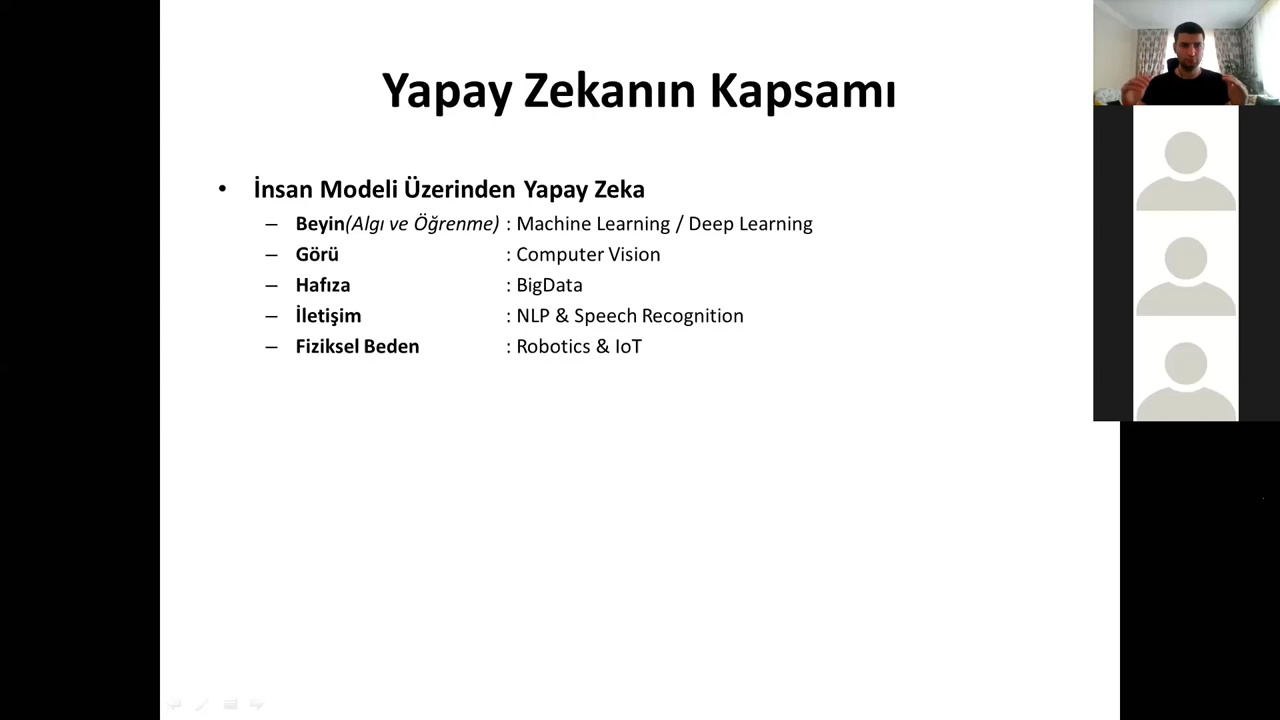 Yapay Zekanın Kapsamı
• İnsan Modeli Üzerinden Yapay Zeka
– Beyin(Algı ve Öğrenme) : Machine Learning / Deep Learning
– Görü : Computer Vision
– Hafıza : BigData
– İletişim : NLP & Speech Recognition
– Fiziksel Beden : Robotics & IoT